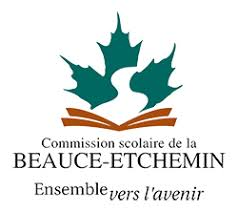 Commission scolaire de la
BEAUCE-ETCHEMIN
Ensemble vers l'avenir